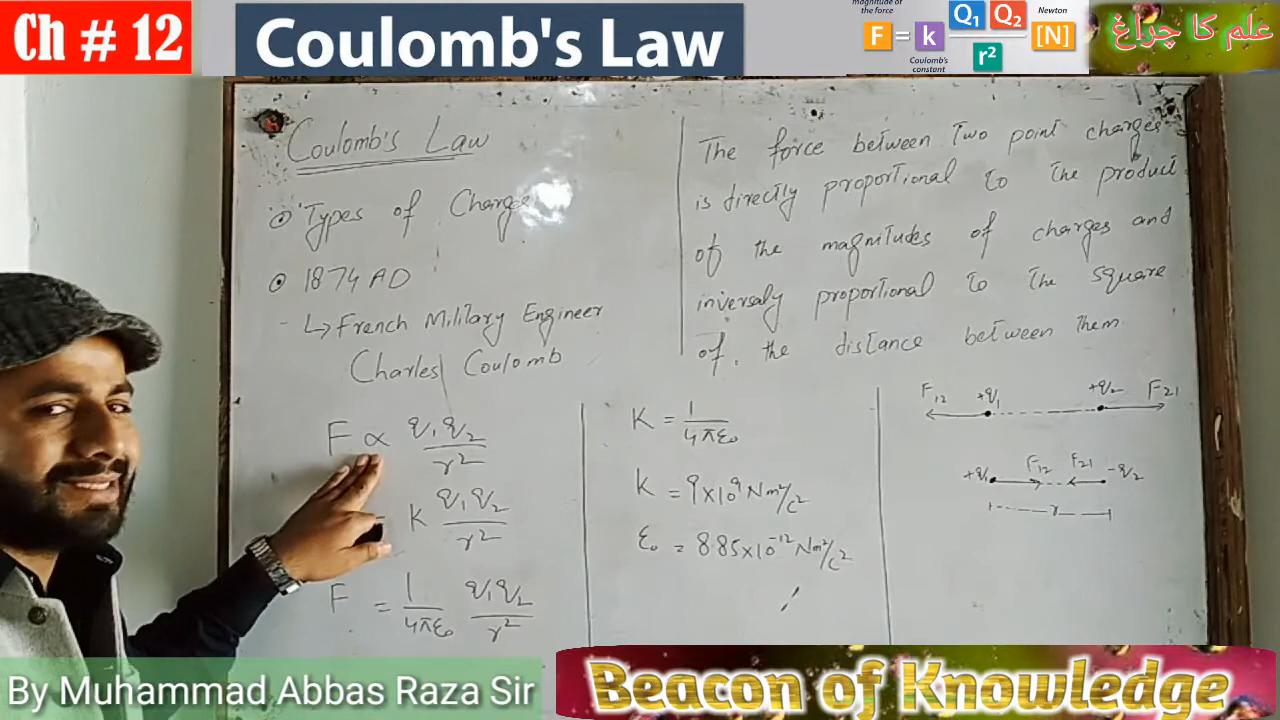 Ch # 12
Coulomb's Law
magnitude of the force
Newton
F = k Q₁ Q₂ / r² [N]
Coulomb's constant
علم کا چراغ
Coulomb's Law
Types of Charge
1874 AD
↳ French Military Engineer
Charles Coulomb
F ∝ q₁q₂ / r²
= K q₁q₂ / r²
F = 1/4πε₀ q₁q₂ / r²
The force between Two point charges
is directly proportional to the product
of the magnitudes of charges and
inversaly proportional to the square
of. the distance between them.
K = 1/4πε₀
K = 9×10⁹ Nm²/c²
ε₀ = 8.85×10⁻¹² Nm²/c²
F₁₂ +q₁ +q₂ F₂₁
+q₁ F₁₂ F₂₁ -q₂
r
By Muhammad Abbas Raza Sir
Beacon of Knowledge